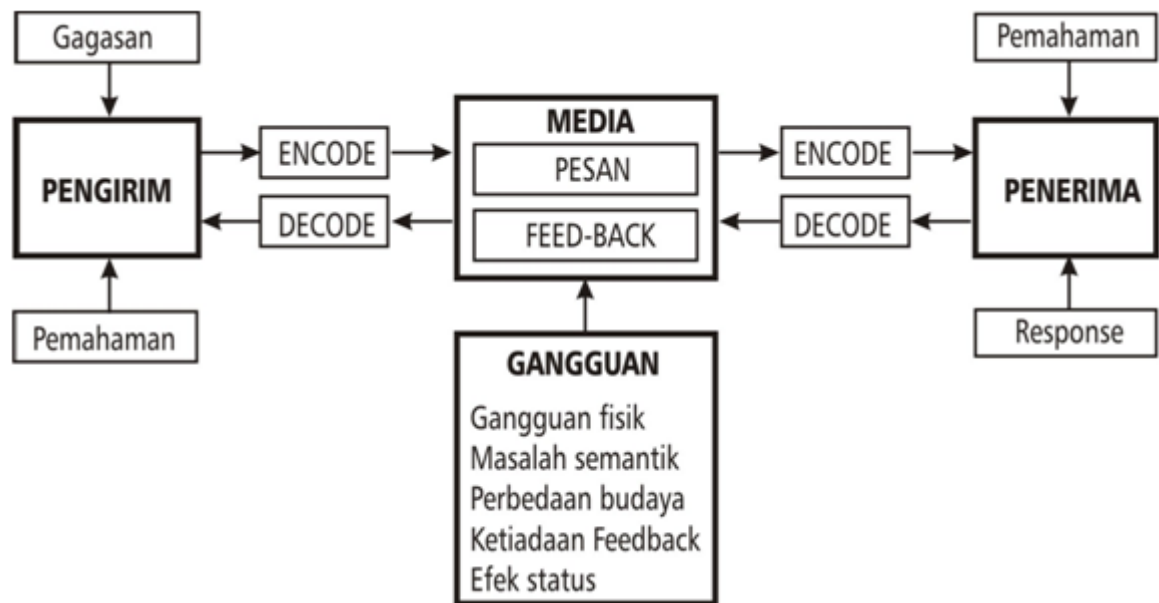 Gagasan
Pemahaman
PENGIRIM
ENCODE
DECODE
MEDIA
PESAN
FEED-BACK
ENCODE
DECODE
PENERIMA
Pemahaman
Response
GANGGUAN
Gangguan fisik
Masalah semantik
Perbedaan budaya
Ketiadaan Feedback
Efek status